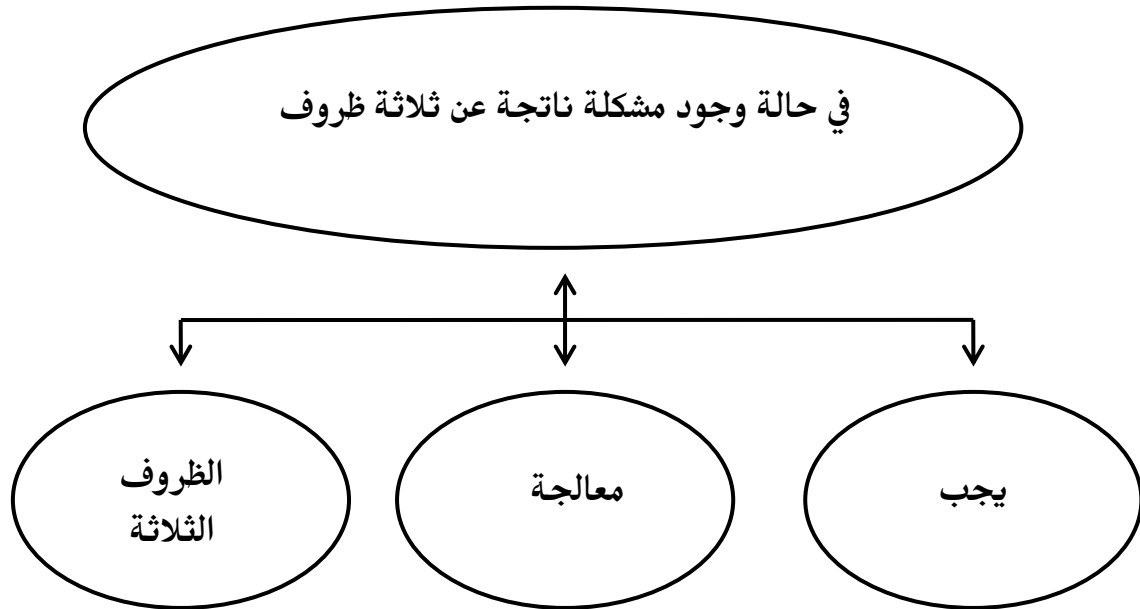 في حالة وجود مشكلة ناتجة عن ثلاثة ظروف
يجب
معالجة
الظروف
الثلاثة